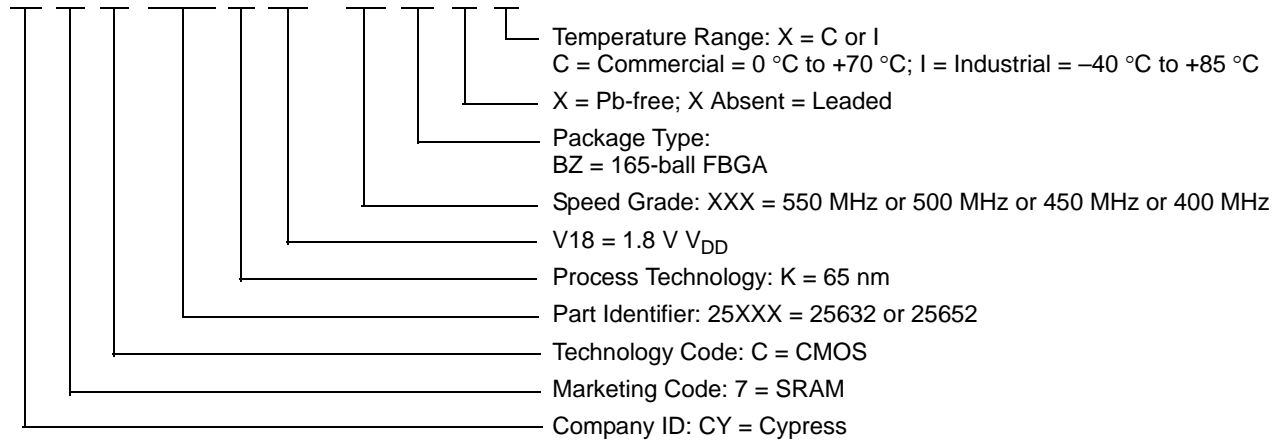 Temperature Range: X = C or I
C = Commercial = 0 °C to +70 °C; I = Industrial = –40 °C to +85 °C
X = Pb-free; X Absent = Leaded
Package Type:
BZ = 165-ball FBGA
Speed Grade: XXX = 550 MHz or 500 MHz or 450 MHz or 400 MHz
V18 = 1.8 V VDD
Process Technology: K = 65 nm
Part Identifier: 25XXX = 25632 or 25652
Technology Code: C = CMOS
Marketing Code: 7 = SRAM
Company ID: CY = Cypress